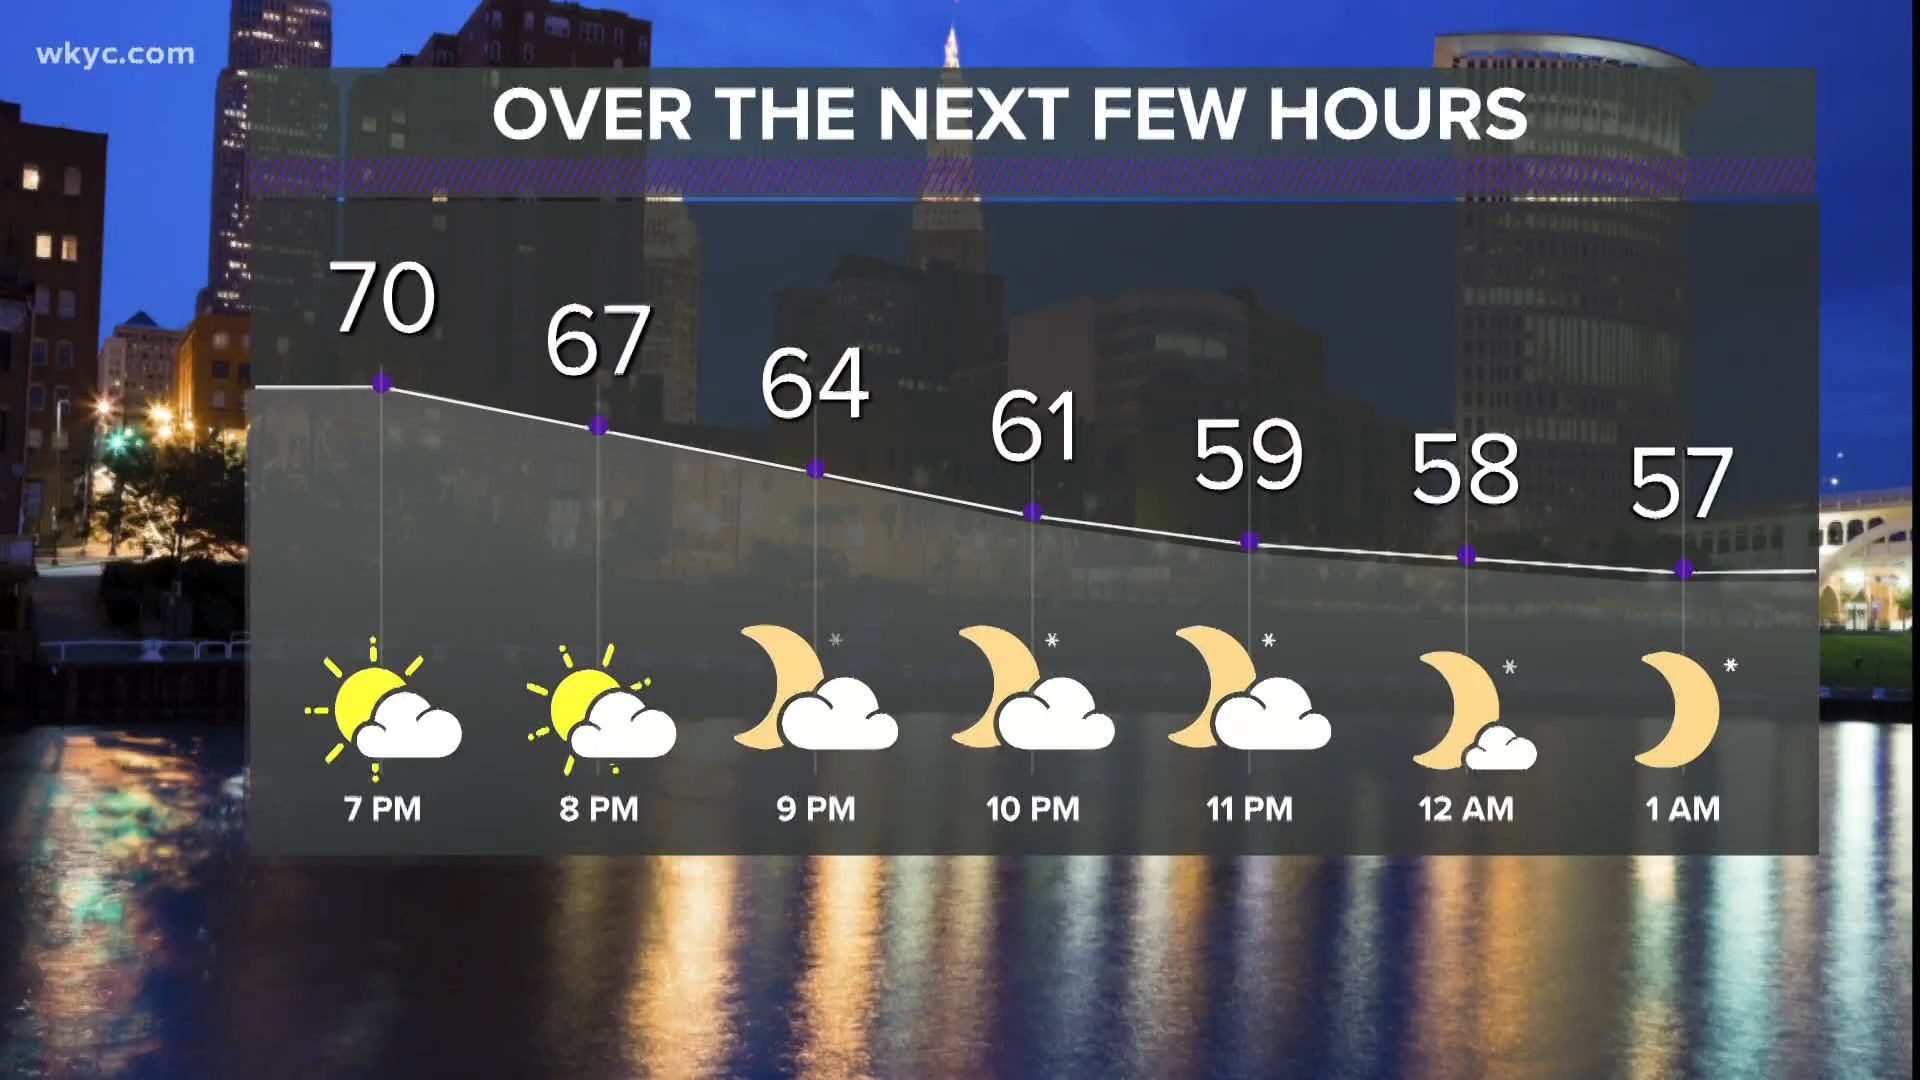 wkyc.com
OVER THE NEXT FEW HOURS
70 67 64 61 59 58 57
7 PM 8 PM 9 PM 10 PM 11 PM 12 AM 1 AM